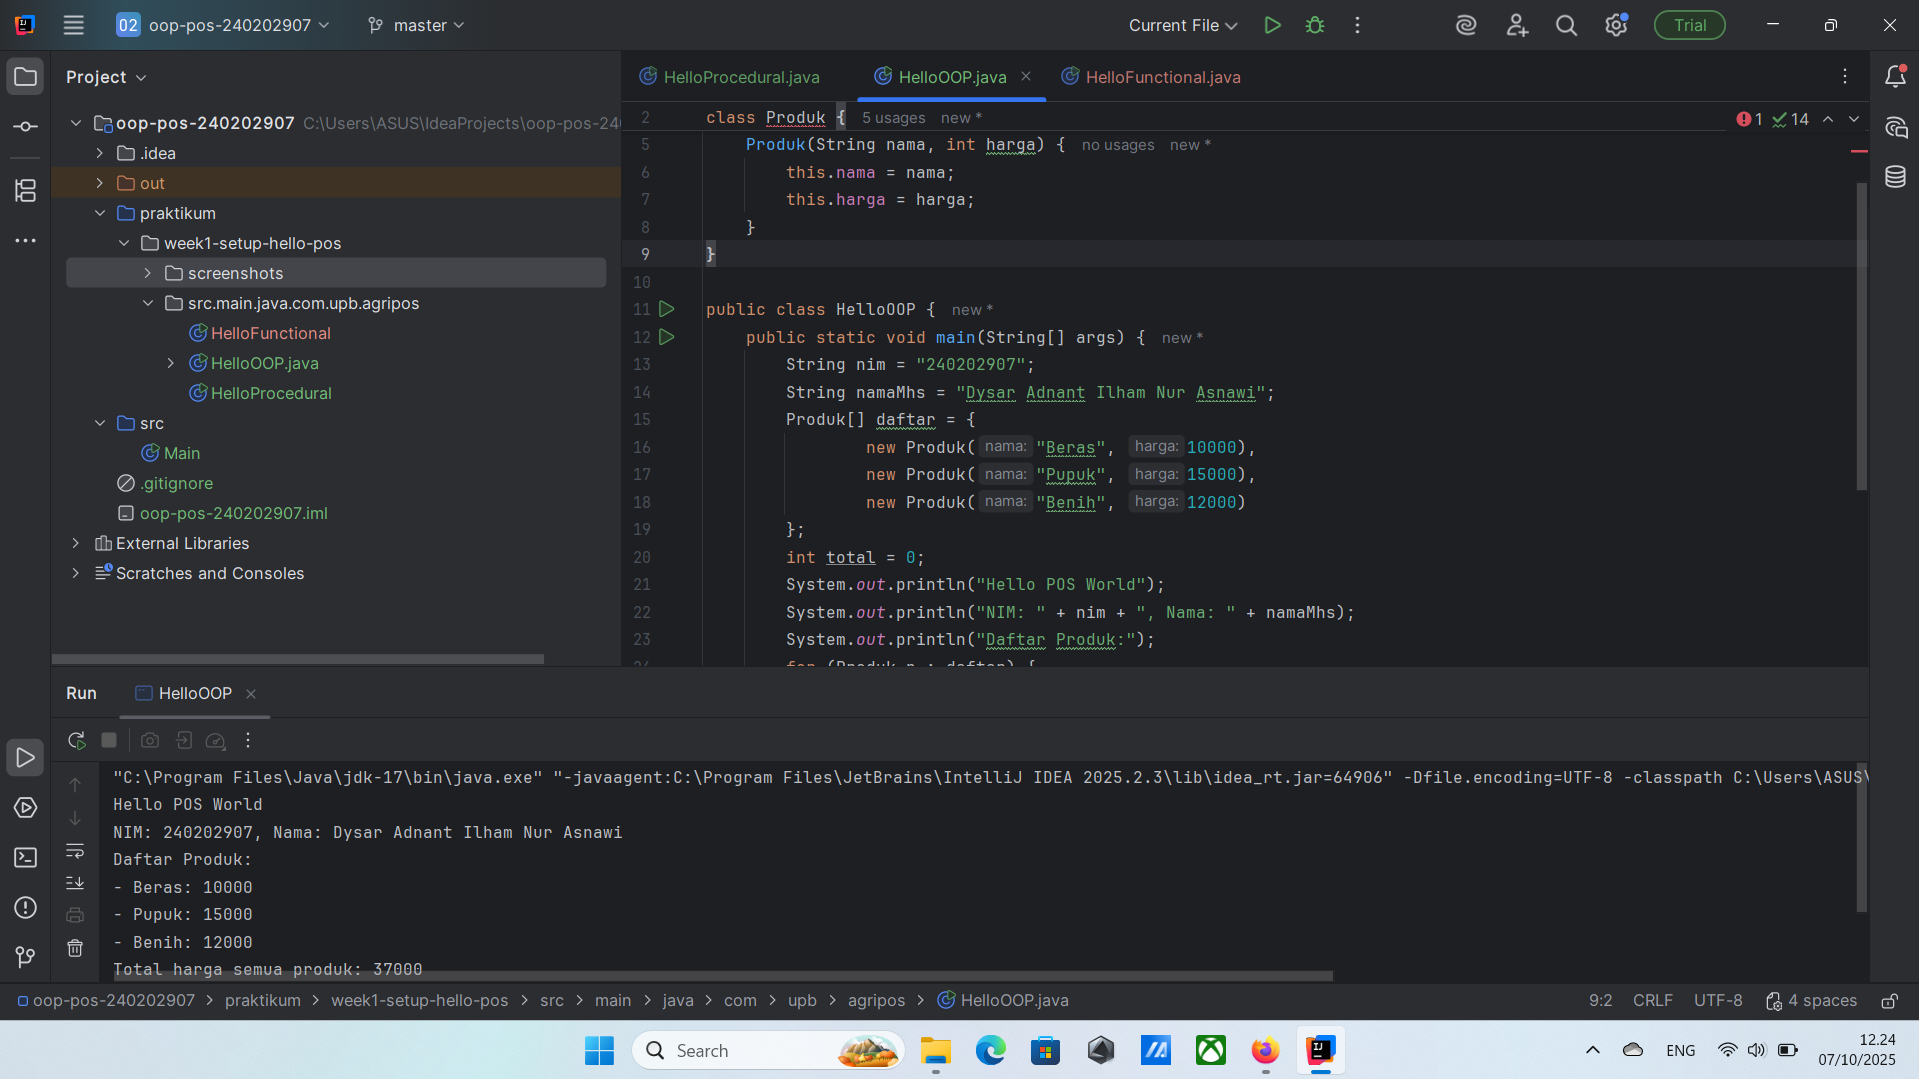 02 oop-pos-240202907 master Current File Trial
Project
oop-pos-240202907 C:\Users\ASUS\IdeaProjects\oop-pos-24
.idea
out
praktikum
week1-setup-hello-pos
screenshots
src.main.java.com.upb.agripos
HelloFunctional
HelloOOP.java
HelloProcedural
src
Main
.gitignore
oop-pos-240202907.iml
External Libraries
Scratches and Consoles
HelloProcedural.java HelloOOP.java HelloFunctional.java
2 class Produk { 5 usages new * 1 14
5 Produk(String nama, int harga) { no usages new *
6 this.nama = nama;
7 this.harga = harga;
8 }
9 }
10
11 public class HelloOOP { new *
12 public static void main(String[] args) { new *
13 String nim = "240202907";
14 String namaMhs = "Dysar Adnant Ilham Nur Asnawi";
15 Produk[] daftar = {
16 new Produk( nama: "Beras", harga: 10000),
17 new Produk( nama: "Pupuk", harga: 15000),
18 new Produk( nama: "Benih", harga: 12000)
19 };
20 int total = 0;
21 System.out.println("Hello POS World");
22 System.out.println("NIM: " + nim + ", Nama: " + namaMhs);
23 System.out.println("Daftar Produk:");
24 for (Produk p : daftar) {
Run HelloOOP
"C:\Program Files\Java\jdk-17\bin\java.exe" "-javaagent:C:\Program Files\JetBrains\IntelliJ IDEA 2025.2.3\lib\idea_rt.jar=64906" -Dfile.encoding=UTF-8 -classpath C:\Users\ASUS\
Hello POS World
NIM: 240202907, Nama: Dysar Adnant Ilham Nur Asnawi
Daftar Produk:
- Beras: 10000
- Pupuk: 15000
- Benih: 12000
Total harga semua produk: 37000
oop-pos-240202907 > praktikum > week1-setup-hello-pos > src > main > java > com > upb > agripos > HelloOOP.java 9:2 CRLF UTF-8 4 spaces
Search ENG 12.24
07/10/2025